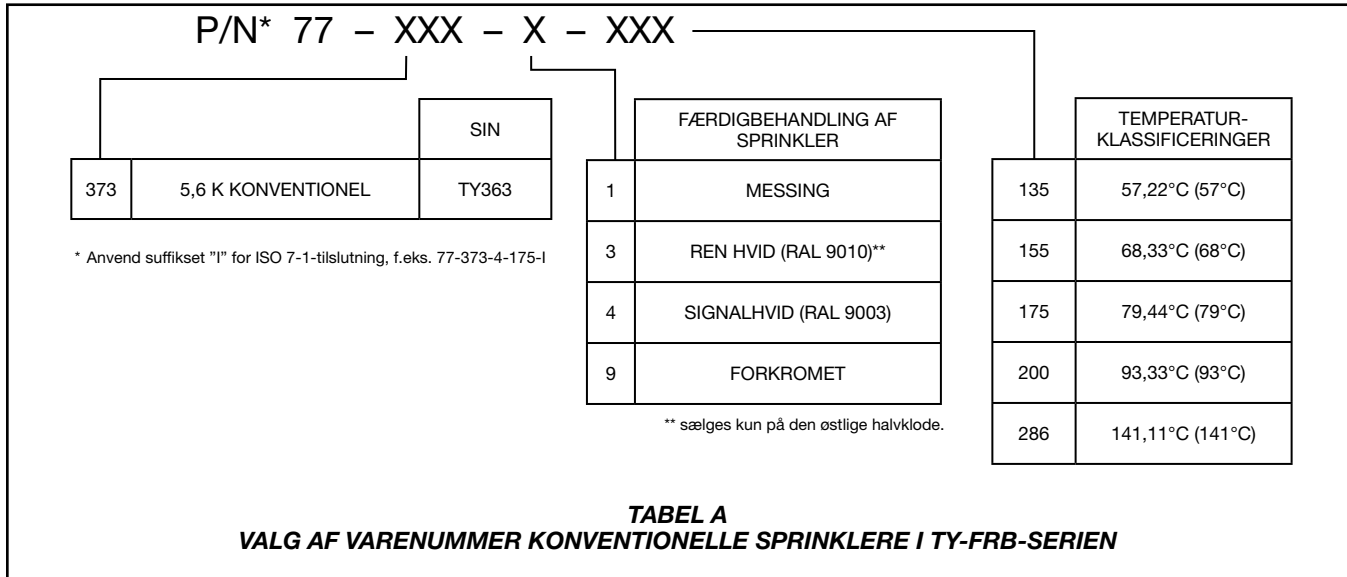 P/N* 77 – XXX – X – XXX
SIN
373 5,6 K KONVENTIONEL TY363
* Anvend suffikset ”I” for ISO 7-1-tilslutning, f.eks. 77-373-4-175-I
FÆRDIGBEHANDLING AF
SPRINKLER
1 MESSING
3 REN HVID (RAL 9010)**
4 SIGNALHVID (RAL 9003)
9 FORKROMET
** sælges kun på den østlige halvklode.
TEMPERATUR-
KLASSIFICERINGER
135 57,22°C (57°C)
155 68,33°C (68°C)
175 79,44°C (79°C)
200 93,33°C (93°C)
286 141,11°C (141°C)
TABEL A
VALG AF VARENUMMER KONVENTIONELLE SPRINKLERE I TY-FRB-SERIEN